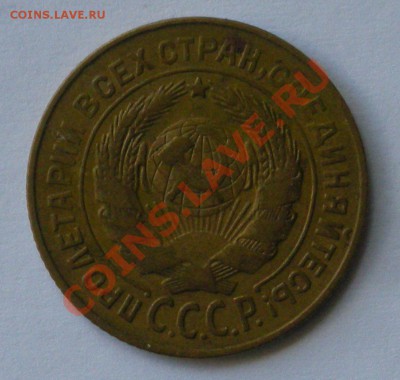 COINS.LAVE.RU
ПРОЛЕТАРИИ ВСЕХ СТРАН, СОЕДИНЯЙТЕСЬ!
С.С.С.Р.
COINS.LAVE.RU